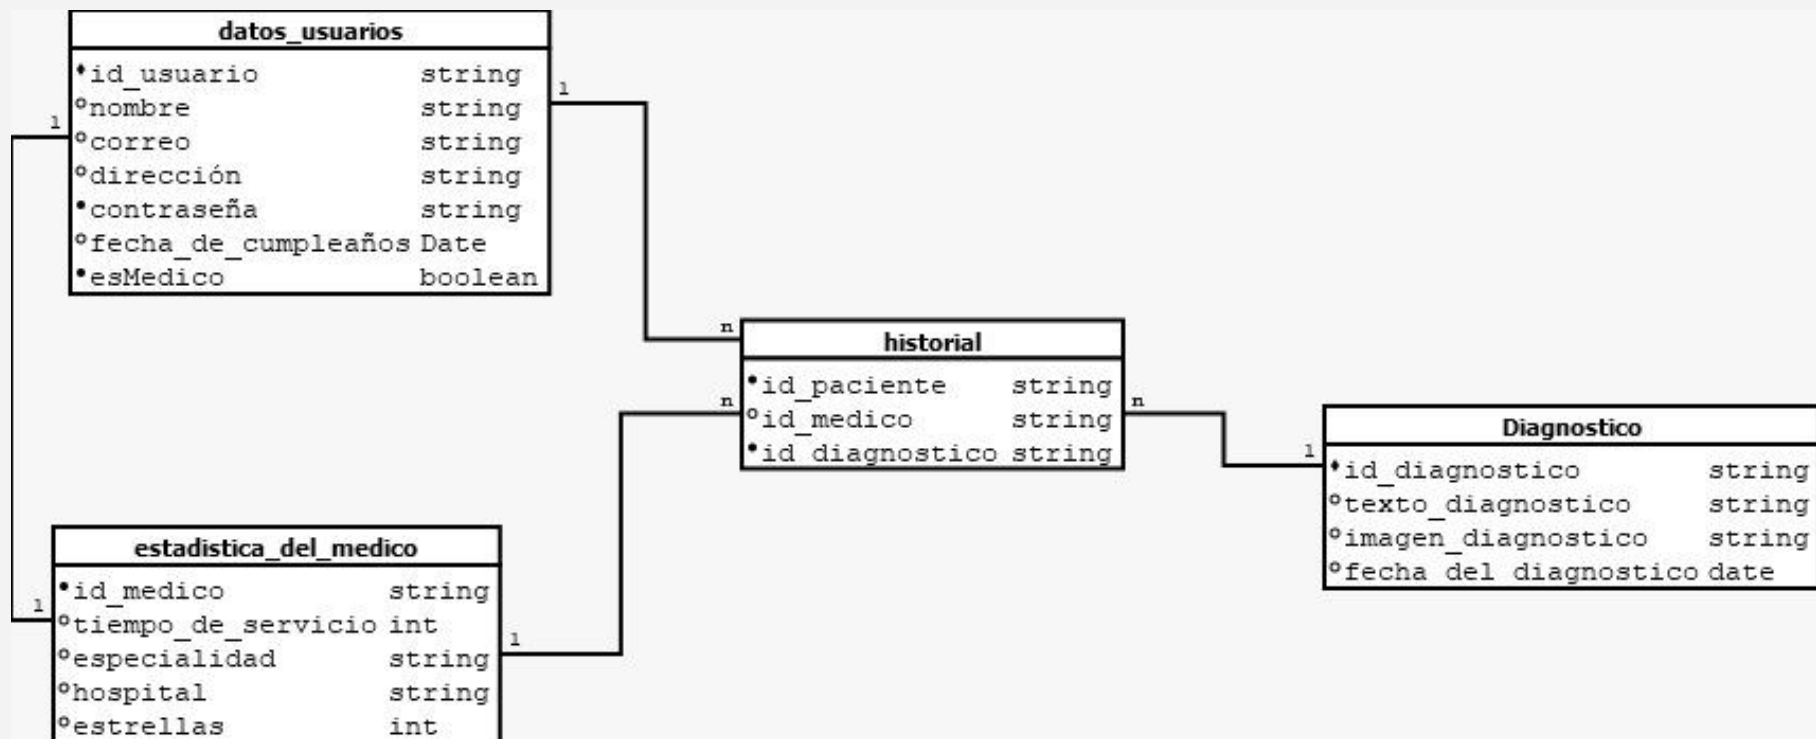 datos_usuarios
id_usuario string
nombre string
correo string
dirección string
contraseña string
fecha_de_cumpleaños Date
esMedico boolean
1
1
historial
id_paciente string
id_medico string
id_diagnostico string
n
n
n
Diagnostico
id_diagnostico string
texto_diagnostico string
imagen_diagnostico string
fecha del diagnostico date
1
estadistica_del_medico
id_medico string
tiempo_de_servicio int
especialidad string
hospital string
estrellas int
1
1